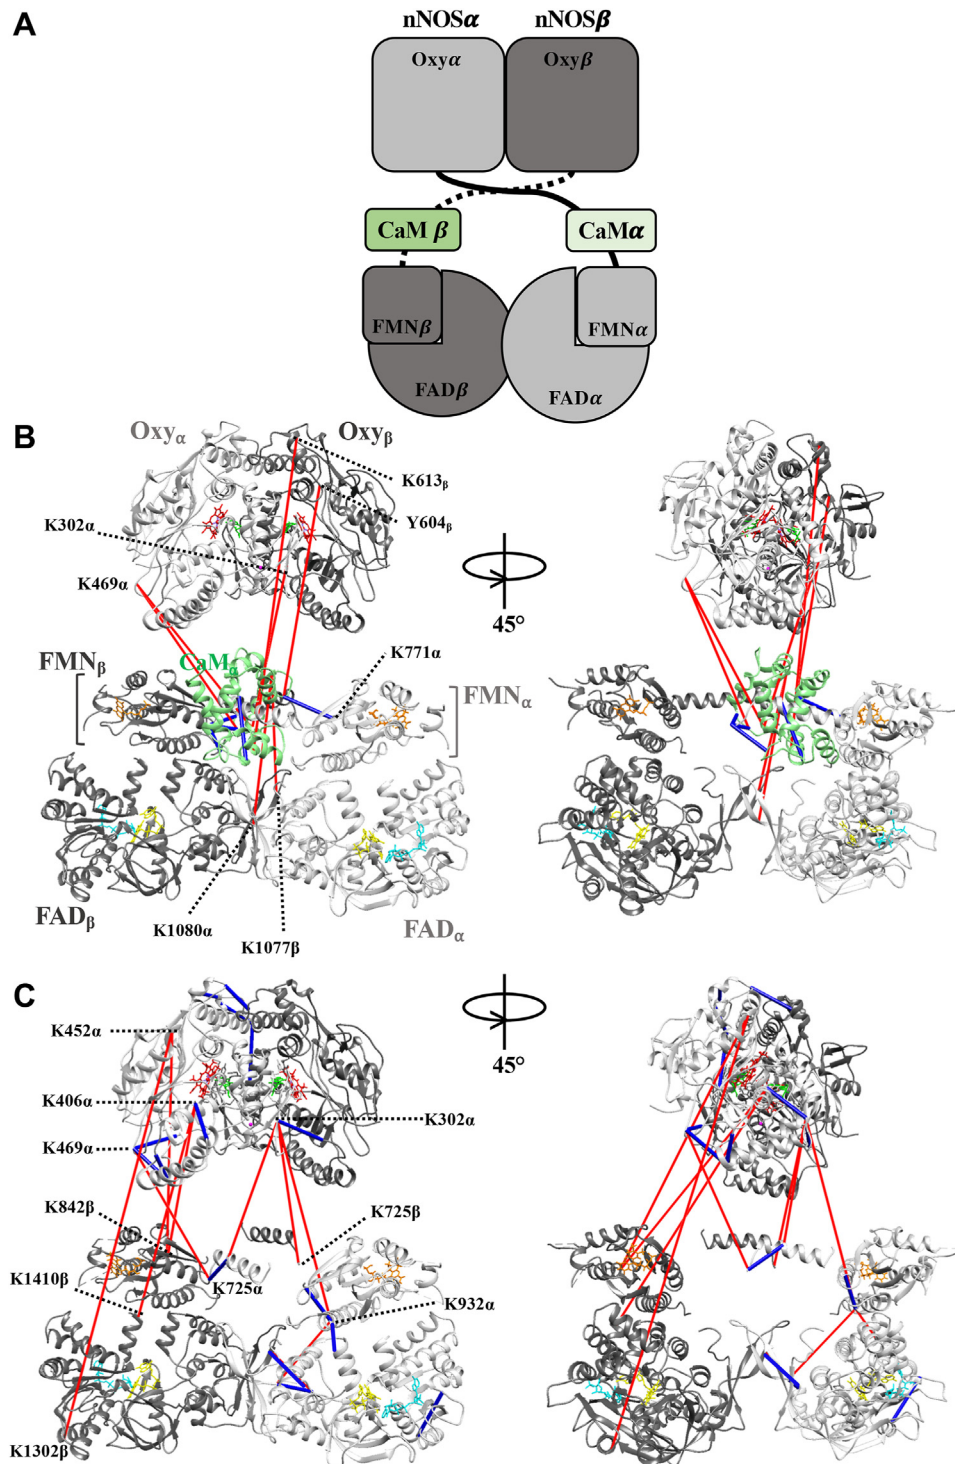 A
nNOSα nNOSβ
Oxyα Oxyβ
CaM β CaMα
FMNβ FMNα
FADβ FADα
B
Oxyα Oxyβ
K613β
K302α Y604β
K469α
45°
K771α
FMNβ CaMα FMNα
FADβ FADα
K1080α
K1077β
C
45°
K452α
K406α K302α
K469α
K842β K725β
K1410β K725α K932α
K1302β